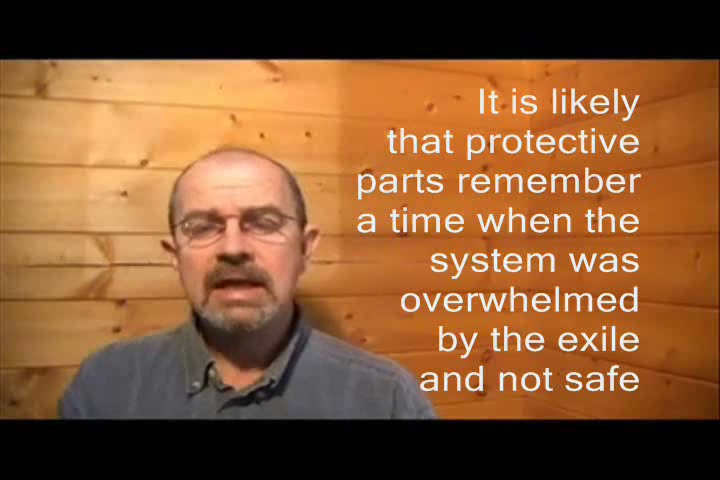 It is likely
that protective
parts remember
a time when the
system was
overwhelmed
by the exile
and not safe